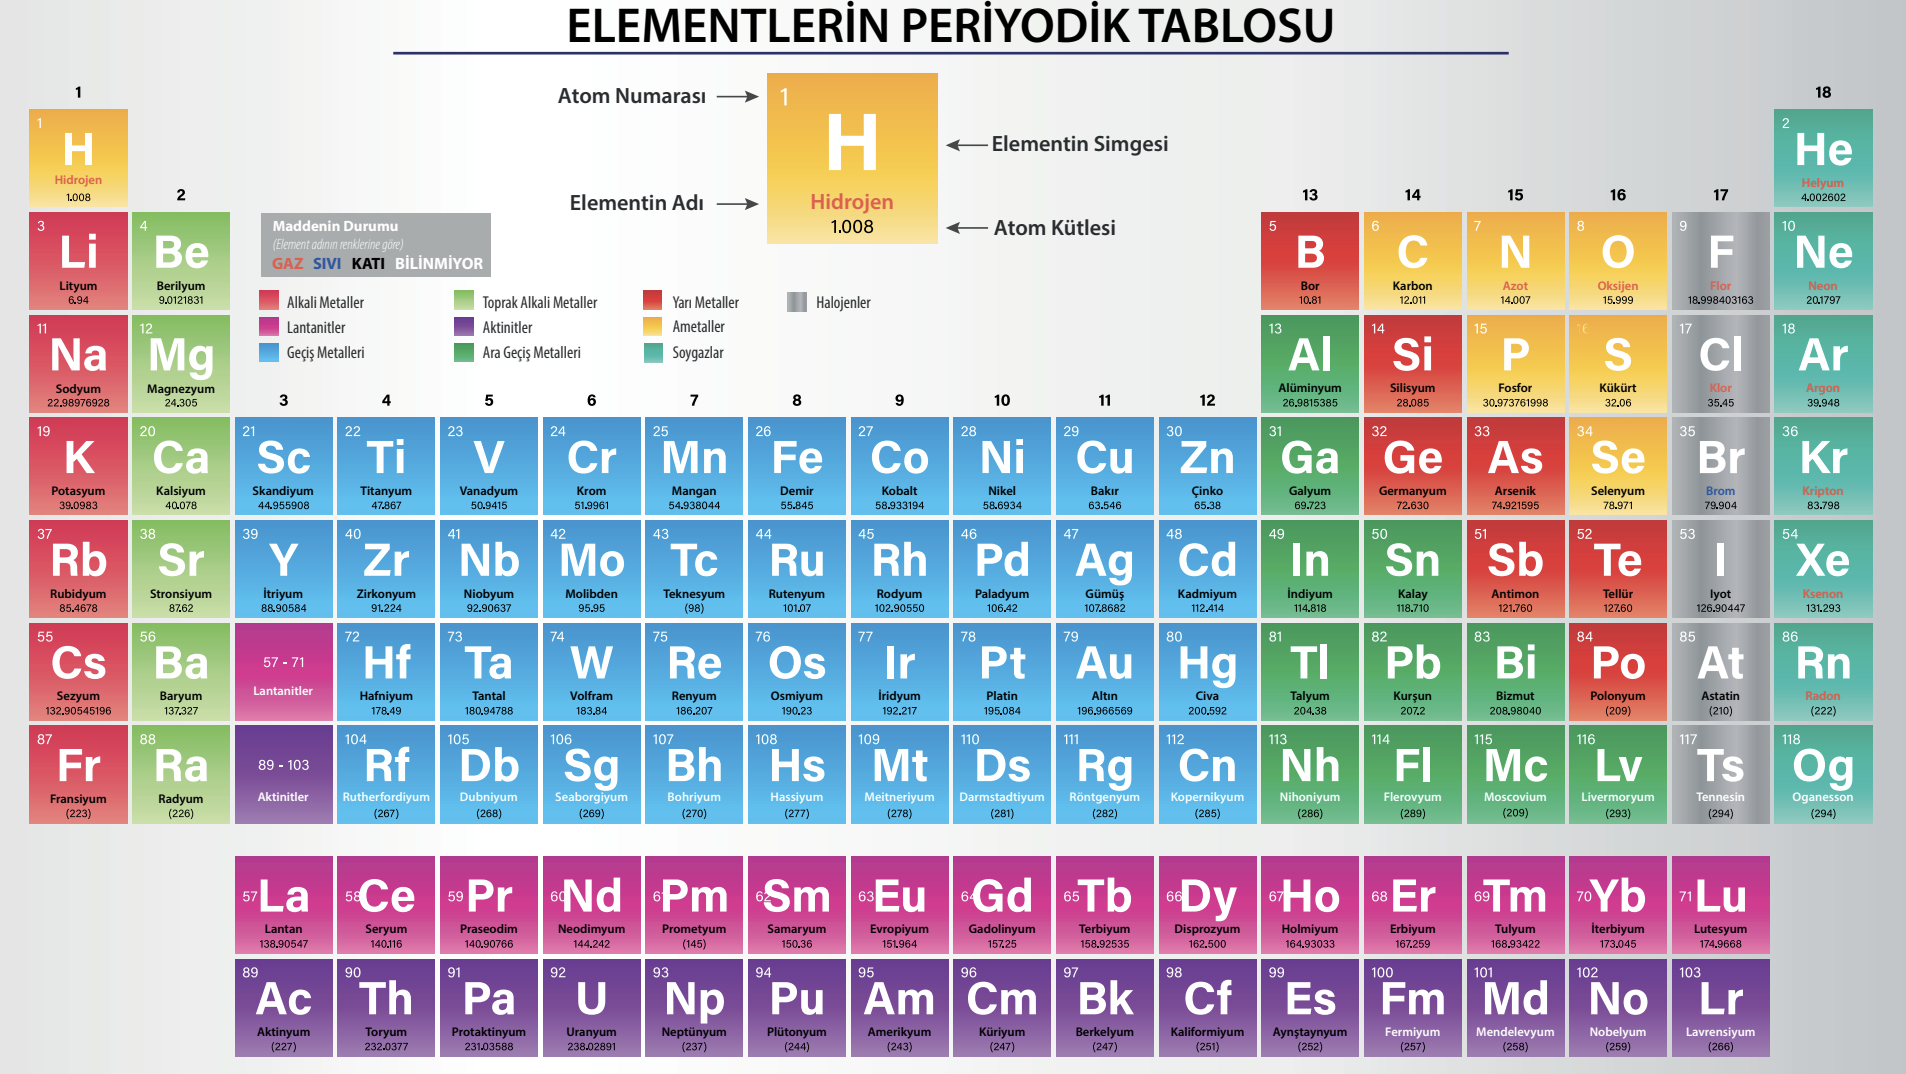 ELEMENTLERİN PERİYODİK TABLOSU
1 18
Atom Numarası
Elementin Simgesi
Elementin Adı
Atom Kütlesi
1 H Hidrojen 1.008
Maddenin Durumu
(Element adının renklerine göre)
GAZ SIVI KATI BİLİNMİYOR
Alkali Metaller Toprak Alkali Metaller Yarı Metaller Halojenler
Lantanitler Aktinitler Ametaller
Geçiş Metalleri Ara Geçiş Metalleri Soygazlar
1 H Hidrojen 1.008
2 He Helyum 4.002602
2 13 14 15 16 17
3 Li Lityum 6.94
4 Be Berilyum 9.0121831
5 B Bor 10.81
6 C Karbon 12.011
7 N Azot 14.007
8 O Oksijen 15.999
9 F Flor 18.998403163
10 Ne Neon 20.1797
11 Na Sodyum 22.98976928
12 Mg Magnezyum 24.305
13 Al Alüminyum 26.9815385
14 Si Silisyum 28.085
15 P Fosfor 30.973761998
16 S Kükürt 32.06
17 Cl Klor 35.45
18 Ar Argon 39.948
3 4 5 6 7 8 9 10 11 12
19 K Potasyum 39.0983
20 Ca Kalsiyum 40.078
21 Sc Skandiyum 44.955908
22 Ti Titanyum 47.867
23 V Vanadyum 50.9415
24 Cr Krom 51.9961
25 Mn Mangan 54.938044
26 Fe Demir 55.845
27 Co Kobalt 58.933194
28 Ni Nikel 58.6934
29 Cu Bakır 63.546
30 Zn Çinko 65.38
31 Ga Galyum 69.723
32 Ge Germanyum 72.630
33 As Arsenik 74.921595
34 Se Selenyum 78.971
35 Br Brom 79.904
36 Kr Kripton 83.798
37 Rb Rubidyum 85.4678
38 Sr Stronsiyum 87.62
39 Y İtriyum 88.90584
40 Zr Zirkonyum 91.224
41 Nb Niobyum 92.90637
42 Mo Molibden 95.95
43 Tc Teknesyum (98)
44 Ru Rutenyum 101.07
45 Rh Rodyum 102.90550
46 Pd Paladyum 106.42
47 Ag Gümüş 107.8682
48 Cd Kadmiyum 112.414
49 In İndiyum 114.818
50 Sn Kalay 118.710
51 Sb Antimon 121.760
52 Te Tellür 127.60
53 I Iyot 126.90447
54 Xe Ksenon 131.293
55 Cs Sezyum 132.90545196
56 Ba Baryum 137.327
57 - 71 Lantanitler
72 Hf Hafniyum 178.49
73 Ta Tantal 180.94788
74 W Volfram 183.84
75 Re Renyum 186.207
76 Os Osmiyum 190.23
77 Ir İridyum 192.217
78 Pt Platin 195.084
79 Au Altın 196.966569
80 Hg Civa 200.592
81 Tl Talyum 204.38
82 Pb Kurşun 207.2
83 Bi Bizmut 208.98040
84 Po Polonyum (209)
85 At Astatin (210)
86 Rn Radon (222)
87 Fr Fransiyum (223)
88 Ra Radyum (226)
89 - 103 Aktinitler
104 Rf Rutherfordiyum (267)
105 Db Dubniyum (268)
106 Sg Seaborgiyum (269)
107 Bh Bohriyum (270)
108 Hs Hassiyum (277)
109 Mt Meitneriyum (278)
110 Ds Darmstadtiyum (281)
111 Rg Röntgenyum (282)
112 Cn Kopernikyum (285)
113 Nh Nihoniyum (286)
114 Fl Flerovyum (289)
115 Mc Moscovium (209)
116 Lv Livermoryum (293)
117 Ts Tennesin (294)
118 Og Oganesson (294)
57 La Lantan 138.90547
58 Ce Seryum 140.116
59 Pr Praseodim 140.90766
60 Nd Neodimyum 144.242
61 Pm Prometyum (145)
62 Sm Samaryum 150.36
63 Eu Evropiyum 151.964
64 Gd Gadolinyum 157.25
65 Tb Terbiyum 158.92535
66 Dy Disprozyum 162.500
67 Ho Holmiyum 164.93033
68 Er Erbiyum 167.259
69 Tm Tulyum 168.93422
70 Yb İterbiyum 173.045
71 Lu Lutesyum 174.9668
89 Ac Aktinyum (227)
90 Th Toryum 232.0377
91 Pa Protaktinyum 231.03588
92 U Uranyum 238.02891
93 Np Neptünyum (237)
94 Pu Plütonyum (244)
95 Am Amerikyum (243)
96 Cm Küriyum (247)
97 Bk Berkelyum (247)
98 Cf Kaliforniyum (251)
99 Es Aynştaynyum (252)
100 Fm Fermiyum (257)
101 Md Mendelevyum (258)
102 No Nobelyum (259)
103 Lr Lavrensiyum (266)